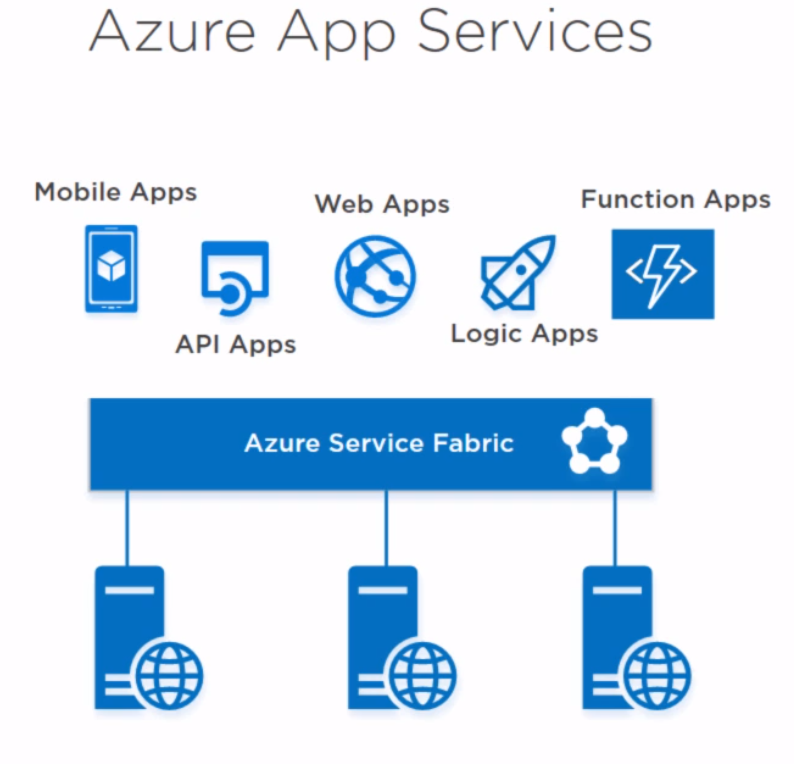 Azure App Services
Mobile Apps
Web Apps
Function Apps
API Apps
Logic Apps
Azure Service Fabric